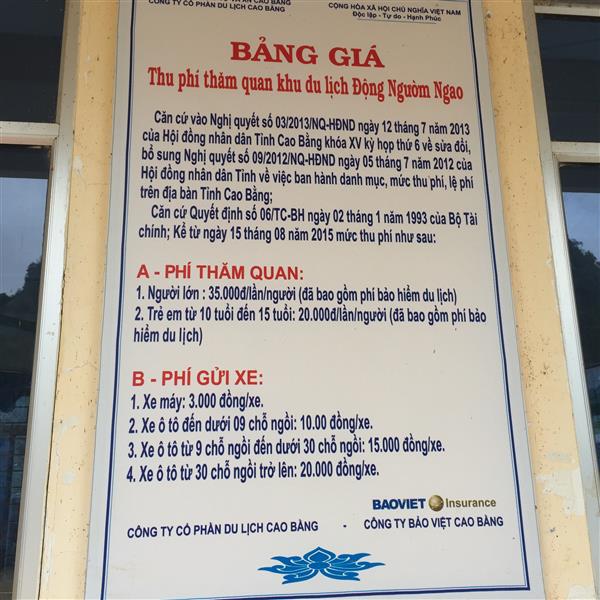 CÔNG TY CỔ PHẦN DU LỊCH CAO BẰNG
CỘNG HÒA XÃ HỘI CHỦ NGHĨA VIỆT NAM
Độc lập - Tự do - Hạnh Phúc
BẢNG GIÁ
Thu phí thăm quan khu du lịch Động Ngườm Ngao
Căn cứ vào Nghị quyết số 03/2013/NQ-HĐND ngày 12 tháng 7 năm 2013
của Hội đồng nhân dân Tỉnh Cao Bằng khóa XV kỳ họp thứ 6 về sửa đổi,
bổ sung Nghị quyết số 09/2012/NQ-HĐND ngày 05 tháng 7 năm 2012 của
Hội đồng nhân dân Tỉnh về việc ban hành danh mục, mức thu phí, lệ phí
trên địa bàn Tỉnh Cao Bằng;
Căn cứ Quyết định số 06/TC-BH ngày 02 tháng 1 năm 1993 của Bộ Tài
chính; Kể từ ngày 15 tháng 08 năm 2015 mức thu phí như sau:
A - PHÍ THĂM QUAN:
1. Người lớn : 35.000đ/lần/người (đã bao gồm phí bảo hiểm du lịch)
2. Trẻ em từ 10 tuổi đến 15 tuổi: 20.000đ/lần/người (đã bao gồm phí bảo
hiểm du lịch)
B - PHÍ GỬI XE:
1. Xe máy: 3.000 đồng/xe.
2. Xe ô tô đến dưới 09 chỗ ngồi: 10.00 đồng/xe.
3. Xe ô tô từ 9 chỗ ngồi đến dưới 30 chỗ ngồi: 15.000 đồng/xe.
4. Xe ô tô từ 30 chỗ ngồi trở lên: 20.000 đồng/xe.
BAOVIET Insurance
CÔNG TY CỔ PHẦN DU LỊCH CAO BẰNG - CÔNG TY BẢO VIỆT CAO BẰNG